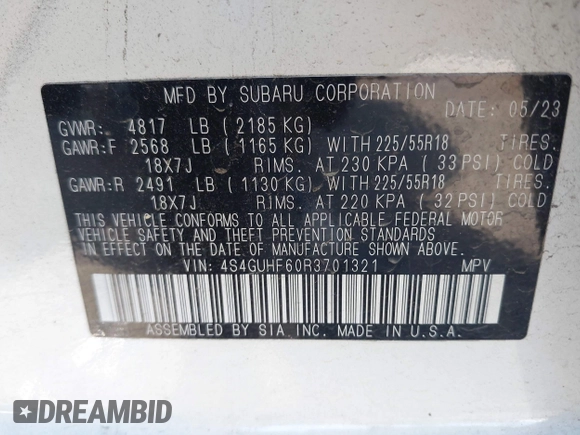 MFD BY SUBARU CORPORATION
DATE: 05/23
GVWR: 4817 LB (2185 KG)
GAWR:F 2568 LB (1165 KG) WITH 225/55R18 TIRES.
18X7J RIMS. AT 230 KPA (33 PSI) COLD
GAWR:R 2491 LB (1130 KG) WITH 225/55R18 TIRES.
18X7J RIMS. AT 220 KPA (32 PSI) COLD
THIS VEHICLE CONFORMS TO ALL APPLICABLE FEDERAL MOTOR
VEHICLE SAFETY AND THEFT PREVENTION STANDARDS
IN EFFECT ON THE DATE OF MANUFACTURE SHOWN ABOVE.
VIN: 4S4GUHF60R3701321 MPV
ASSEMBLED BY SIA INC. MADE IN U.S.A.
DREAMBID